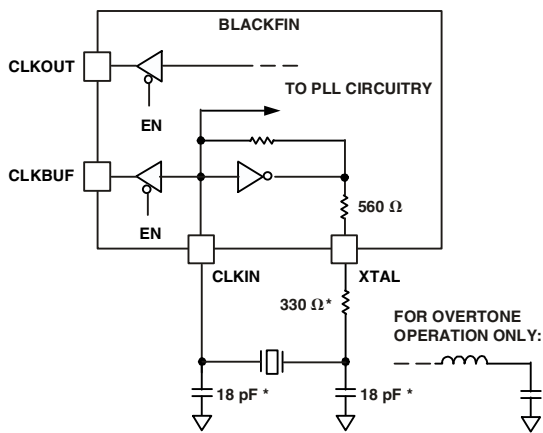 BLACKFIN
CLKOUT
TO PLL CIRCUITRY
EN
CLKBUF
560 Ω
EN
CLKIN
XTAL
330 Ω*
FOR OVERTONE
OPERATION ONLY:
18 pF *
18 pF *